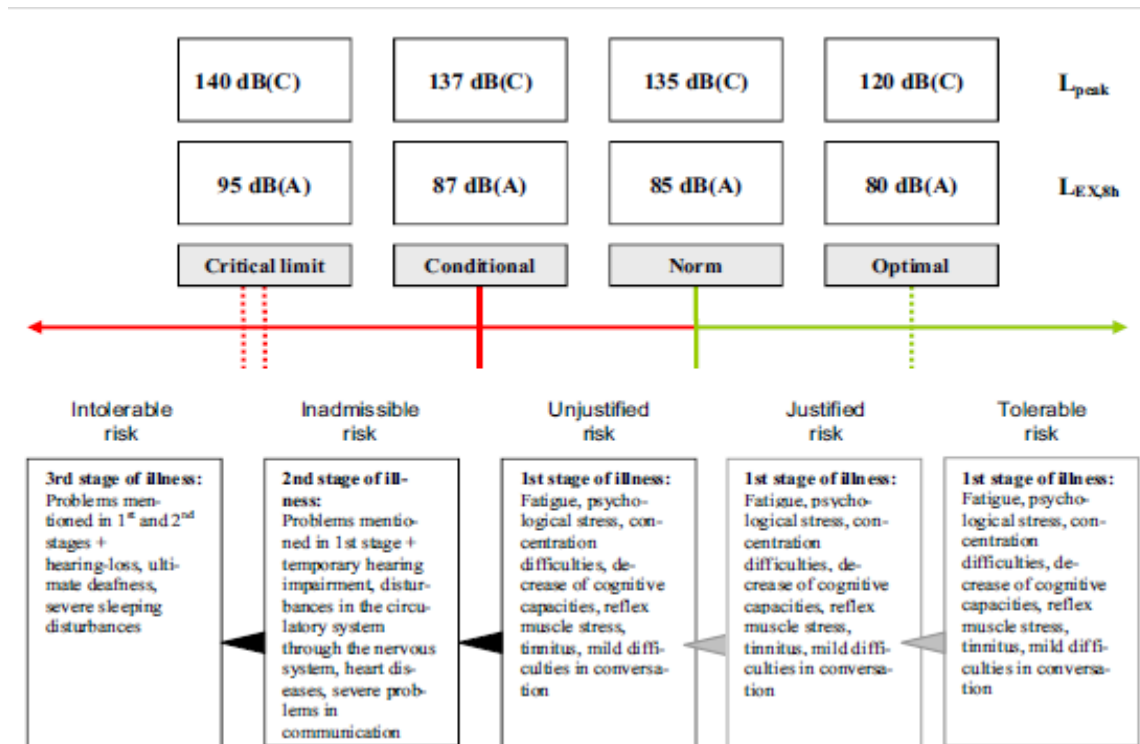 140 dB(C)
137 dB(C)
135 dB(C)
120 dB(C)
Lpeak
95 dB(A)
87 dB(A)
85 dB(A)
80 dB(A)
LEX,8h
Critical limit
Conditional
Norm
Optimal
Intolerable
risk
Inadmissible
risk
Unjustified
risk
Justified
risk
Tolerable
risk
3rd stage of illness:
Problems men-
tioned in 1st and 2nd
stages +
hearing-loss, ulti-
mate deafness,
severe sleeping
disturbances
2nd stage of ill-
ness:
Problems mentio-
ned in 1st stage +
temporary hearing
impairment, distur-
bances in the circu-
latory system
through the nervous
system, heart dis-
eases, severe prob-
lems in
communication
1st stage of illness:
Fatigue, psycho-
logical stress, con-
centration
difficulties, de-
crease of cognitive
capacities, reflex
muscle stress,
tinnitus, mild diffi-
culties in conversa-
tion
1st stage of illness:
Fatigue, psycho-
logical stress, con-
centration
difficulties, de-
crease of cognitive
capacities, reflex
muscle stress,
tinnitus, mild diffi-
culties in conversa-
tion
1st stage of illness:
Fatigue, psycho-
logical stress, con-
centration
difficulties, de-
crease of cognitive
capacities, reflex
muscle stress,
tinnitus, mild diffi-
culties in conversa-
tion